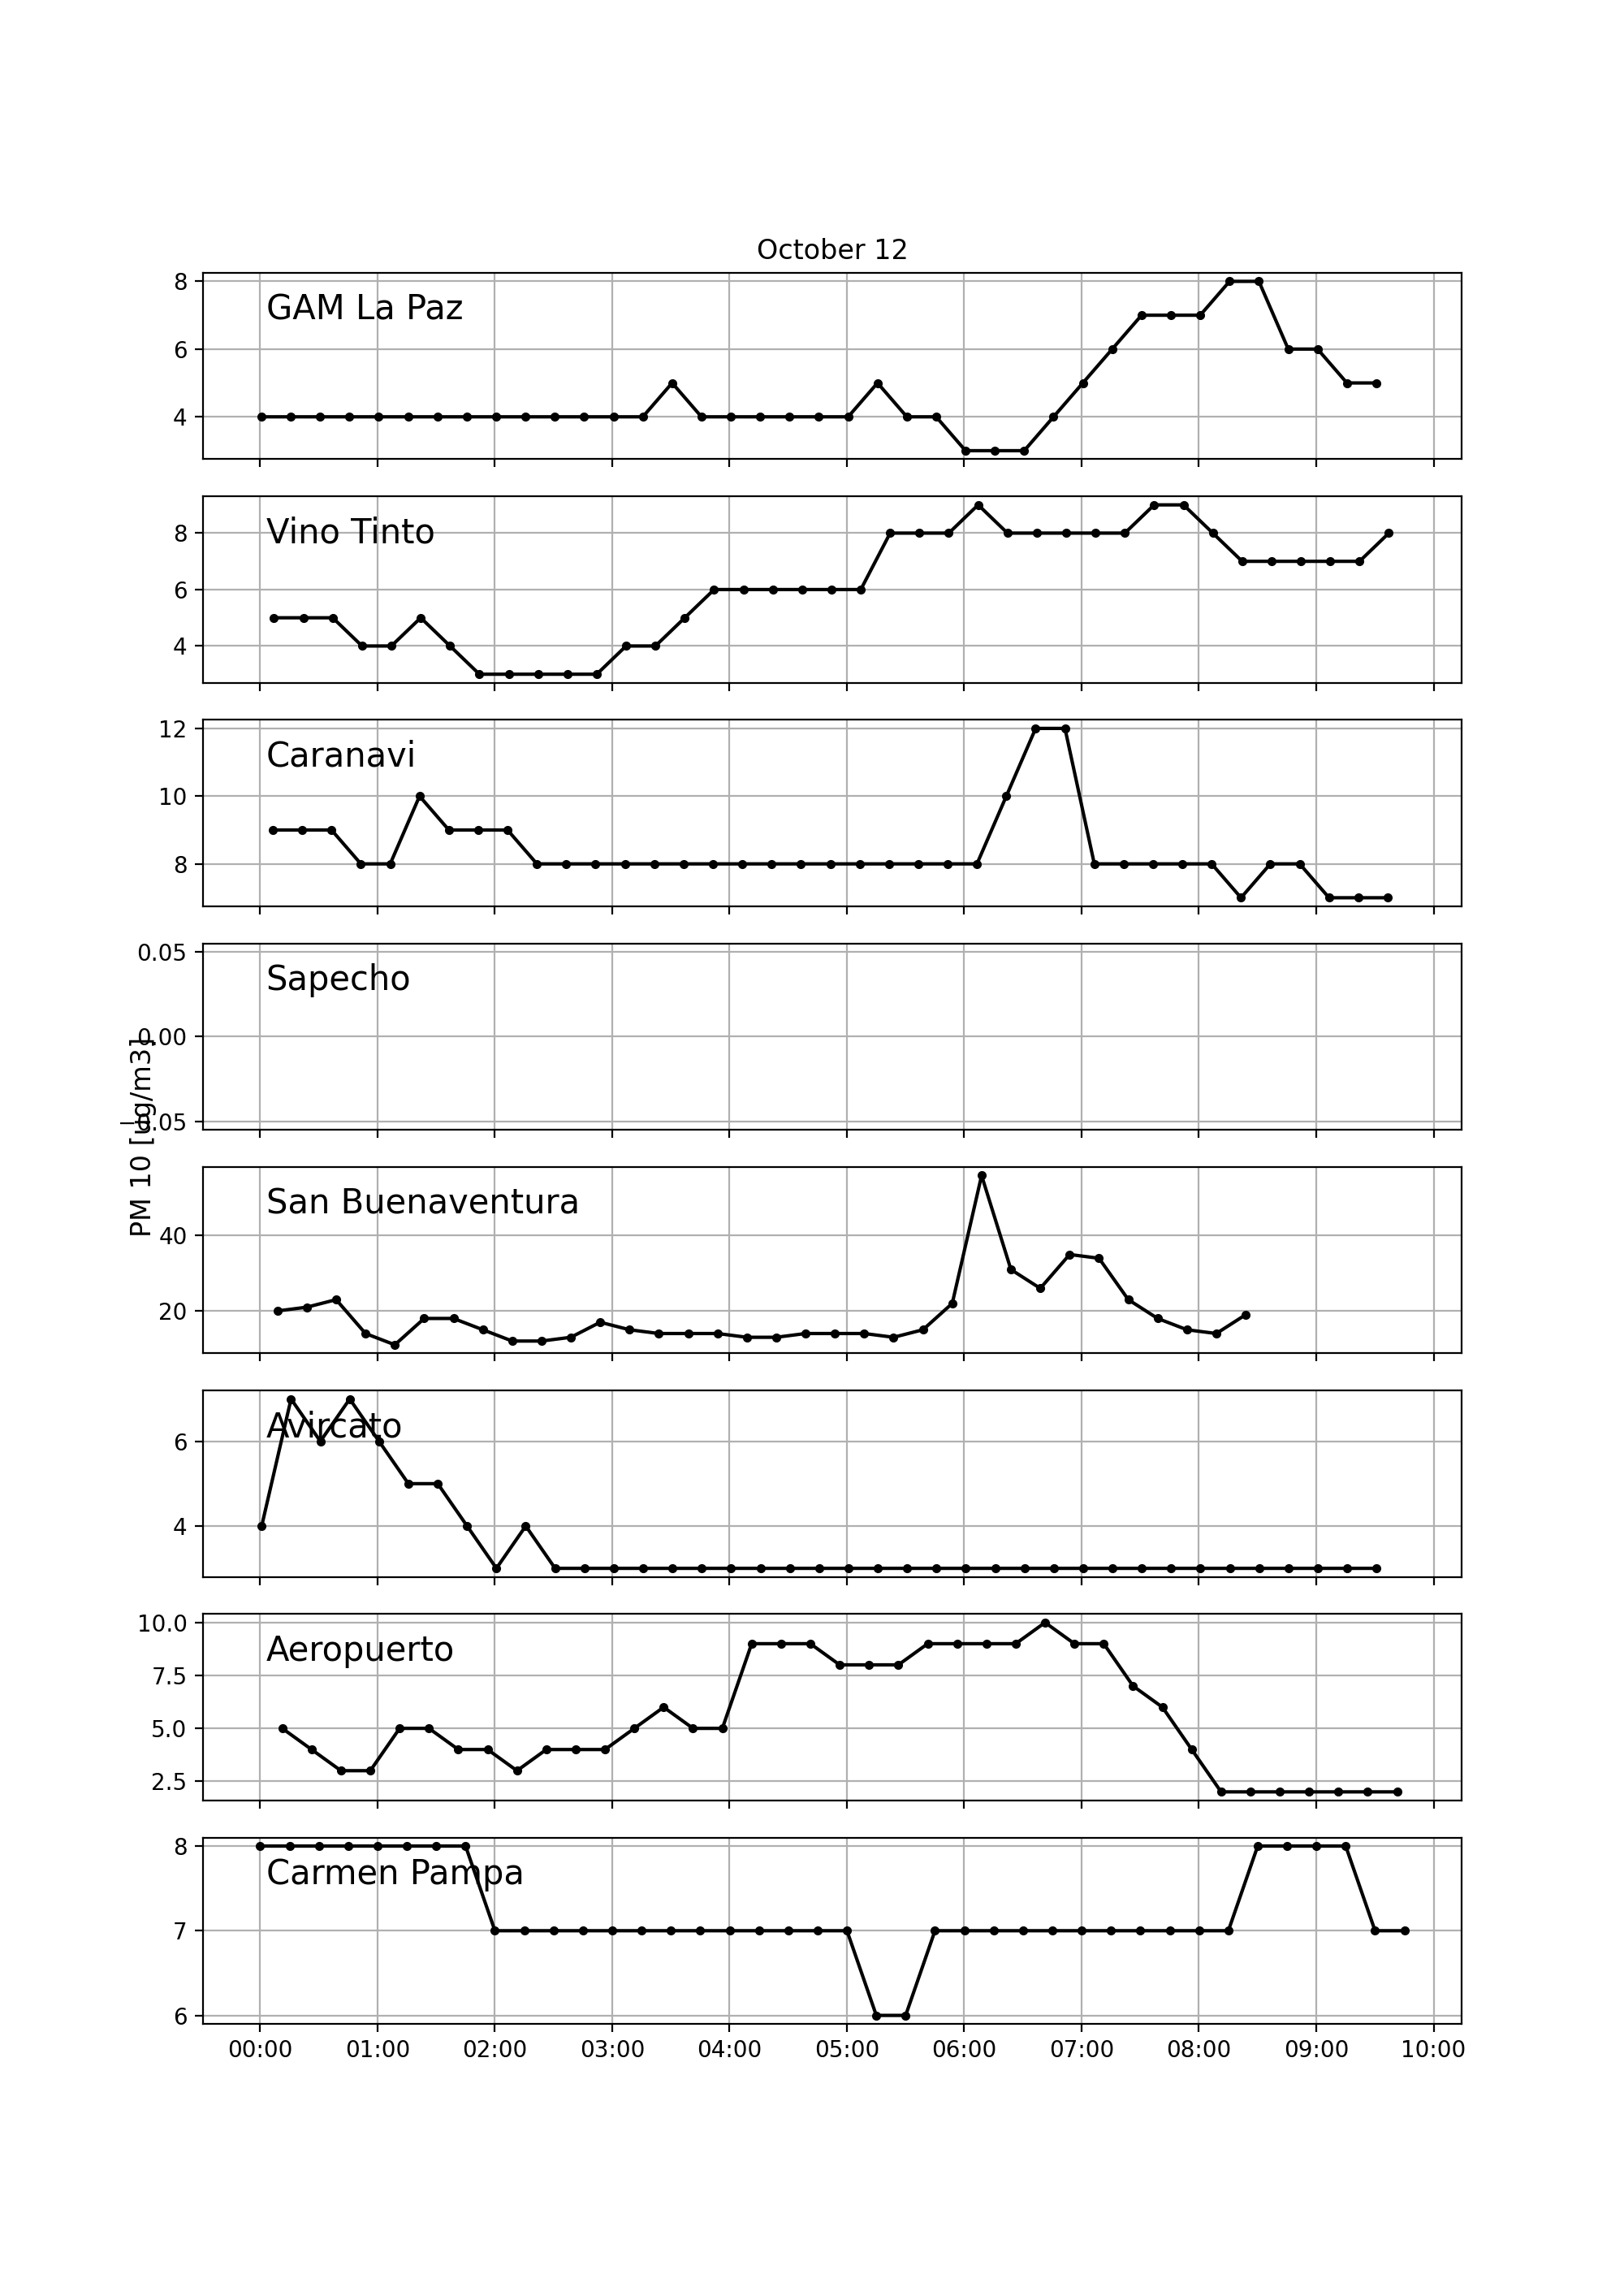 October 12
8
GAM La Paz
6
4
Vino Tinto
8
6
4
12
Caranavi
10
8
0.05
Sapecho
0.00
−0.05
PM 10 [ug/m3]
San Buenaventura
40
20
Avircato
6
4
10.0
Aeropuerto
7.5
5.0
2.5
8
Carmen Pampa
7
6
00:00 01:00 02:00 03:00 04:00 05:00 06:00 07:00 08:00 09:00 10:00